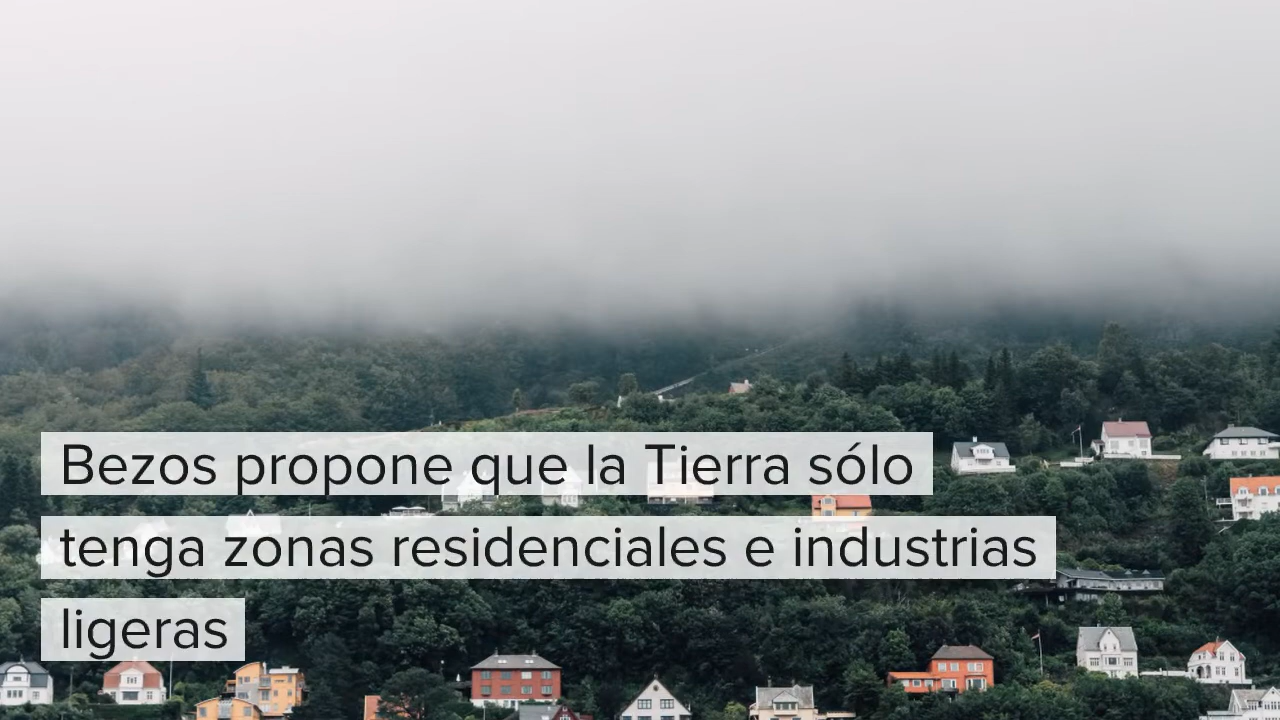 Bezos propone que la Tierra sólo
tenga zonas residenciales e industrias
ligeras